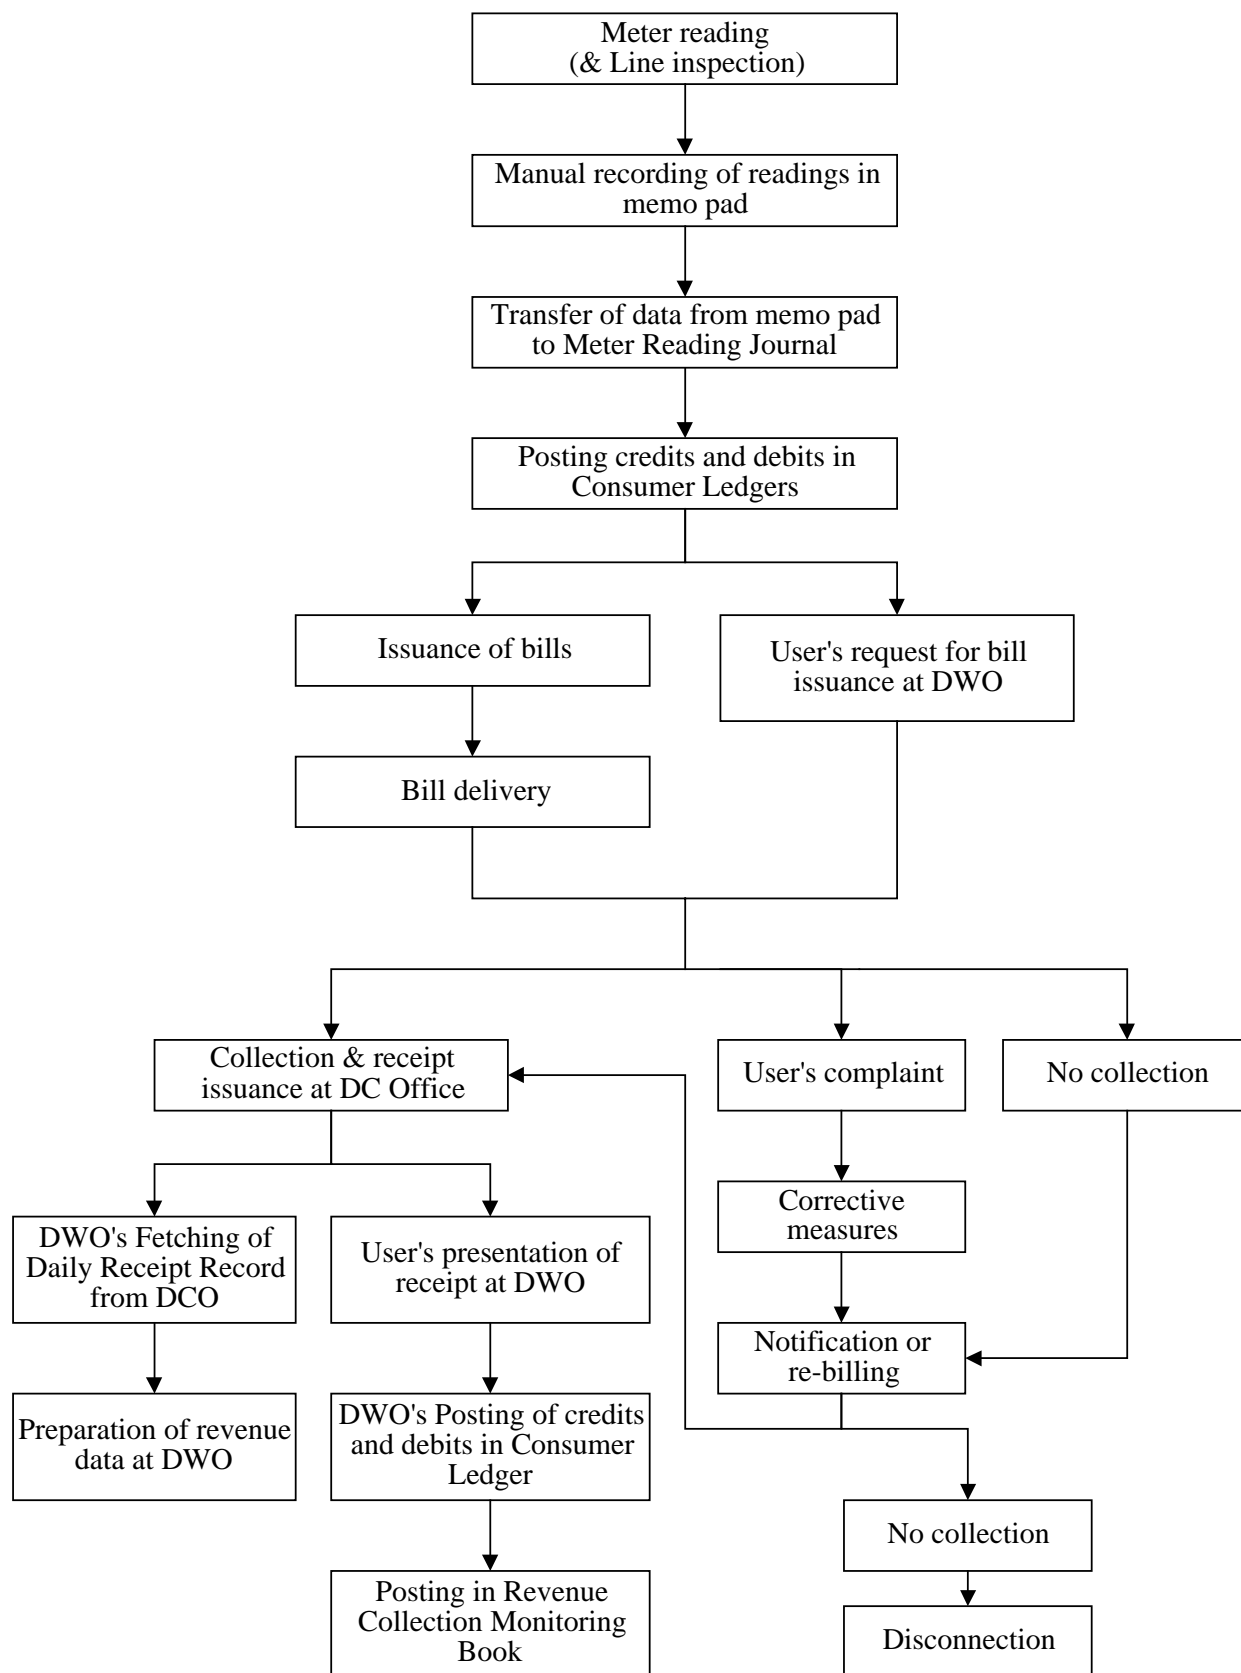 Meter reading
(& Line inspection)
Manual recording of readings in
memo pad
Transfer of data from memo pad
to Meter Reading Journal
Posting credits and debits in
Consumer Ledgers
Issuance of bills
User's request for bill
issuance at DWO
Bill delivery
Collection & receipt
issuance at DC Office
User's complaint
No collection
Corrective
measures
DWO's Fetching of
Daily Receipt Record
from DCO
User's presentation of
receipt at DWO
Notification or
re-billing
Preparation of revenue
data at DWO
DWO's Posting of credits
and debits in Consumer
Ledger
No collection
Posting in Revenue
Collection Monitoring
Book
Disconnection